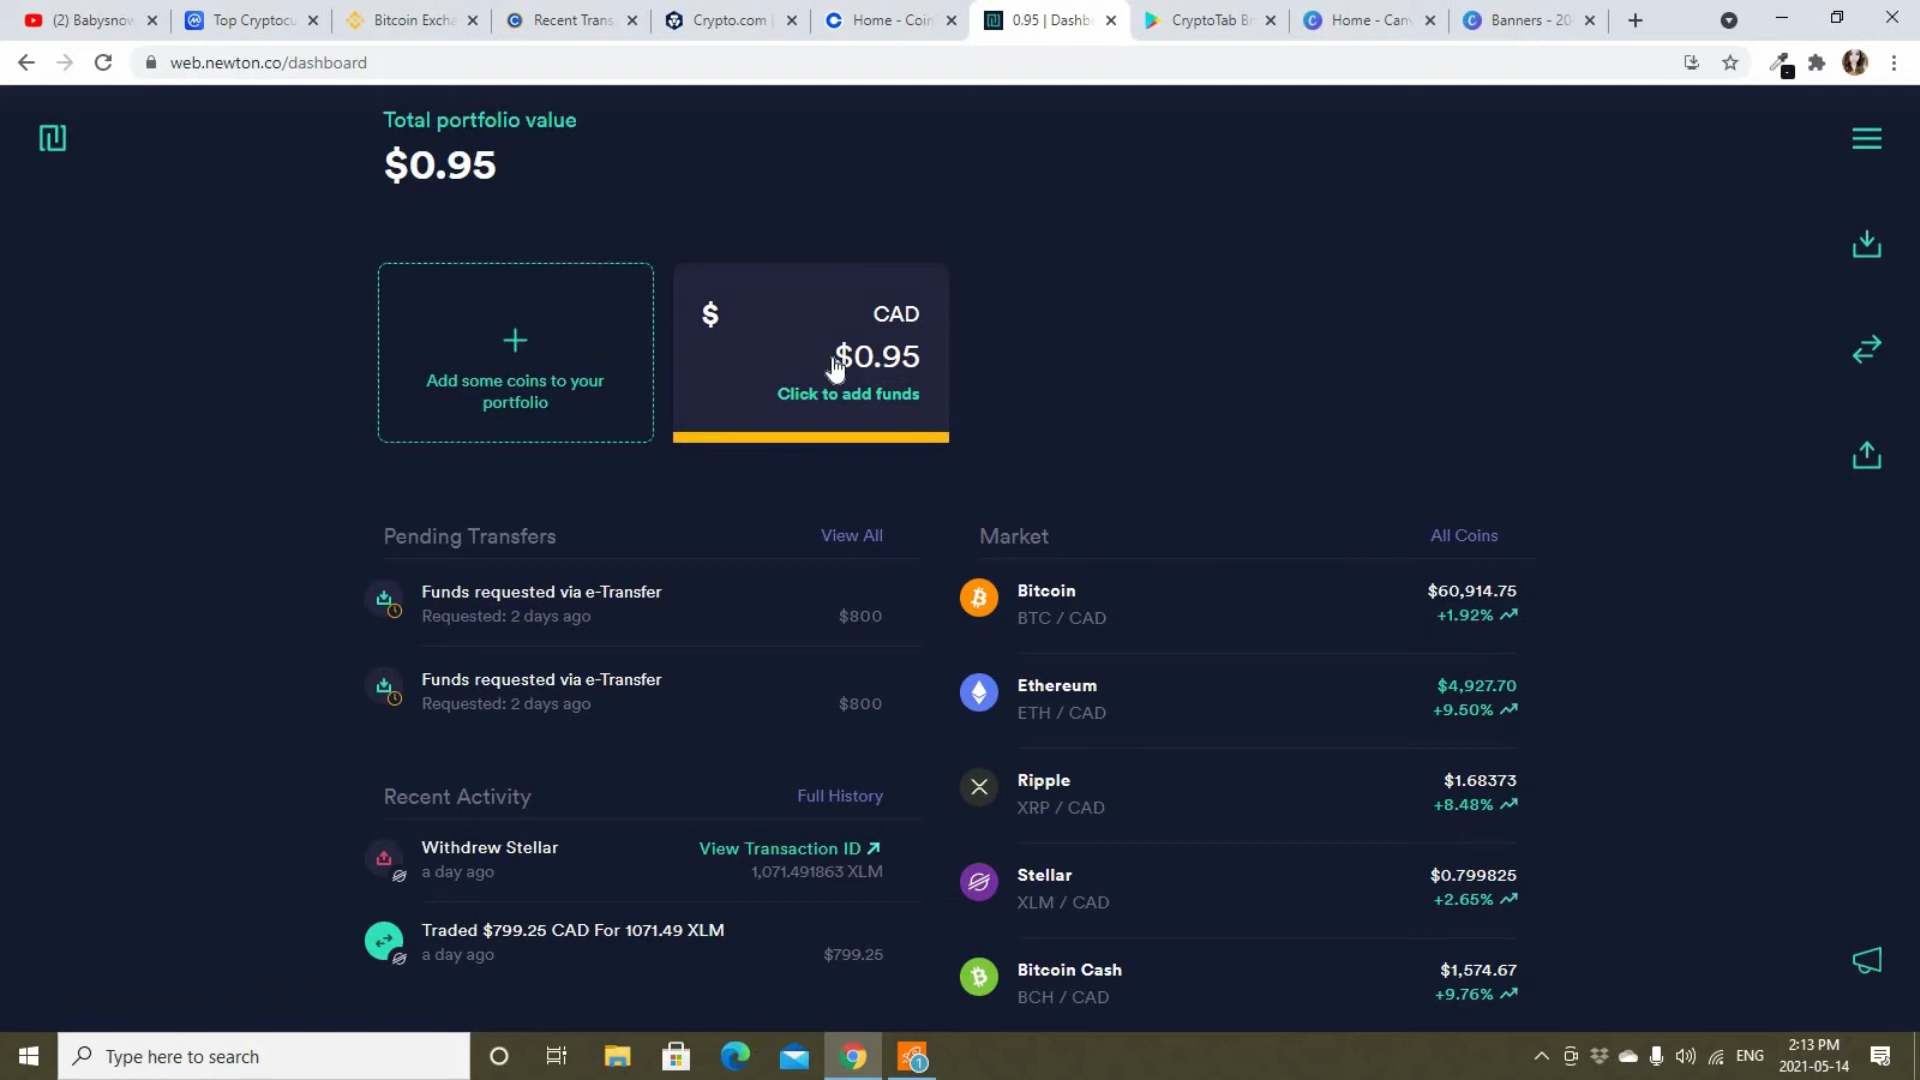 (2) Babysnow
Top Cryptocu
Bitcoin Excha
Recent Trans
Crypto.com |
Home - Coin
0.95 | Dashbo
CryptoTab Br
Home - Canv
Banners - 20
web.newton.co/dashboard
Total portfolio value
$0.95
Add some coins to your
portfolio
$ CAD
$0.95
Click to add funds
Pending Transfers View All
Funds requested via e-Transfer
Requested: 2 days ago $800
Funds requested via e-Transfer
Requested: 2 days ago $800
Recent Activity Full History
Withdrew Stellar View Transaction ID
a day ago 1,071.491863 XLM
Traded $799.25 CAD For 1071.49 XLM
a day ago $799.25
Market All Coins
Bitcoin $60,914.75
BTC / CAD +1.92%
Ethereum $4,927.70
ETH / CAD +9.50%
Ripple $1.68373
XRP / CAD +8.48%
Stellar $0.799825
XLM / CAD +2.65%
Bitcoin Cash $1,574.67
BCH / CAD +9.76%
Type here to search
1
ENG
2:13 PM
2021-05-14